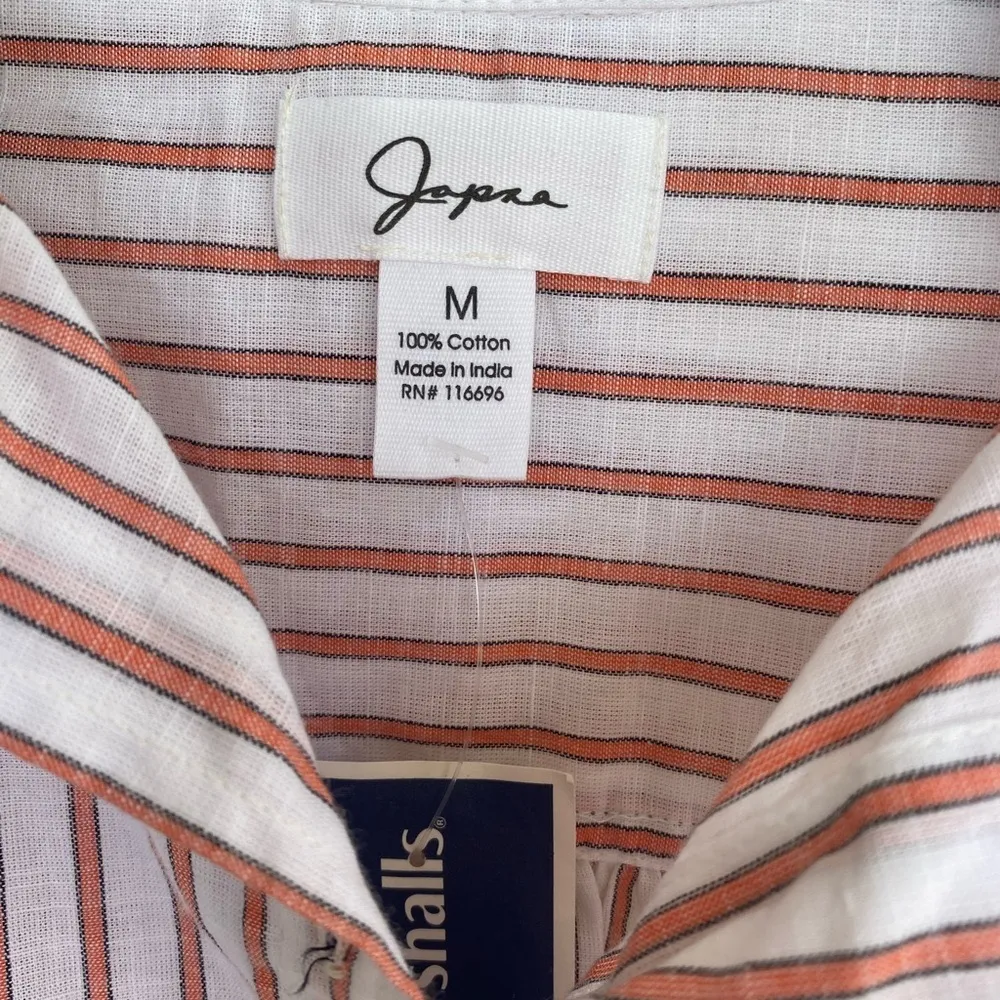 Japna
M
100% Cotton
Made in India
RN# 116696
shalls®